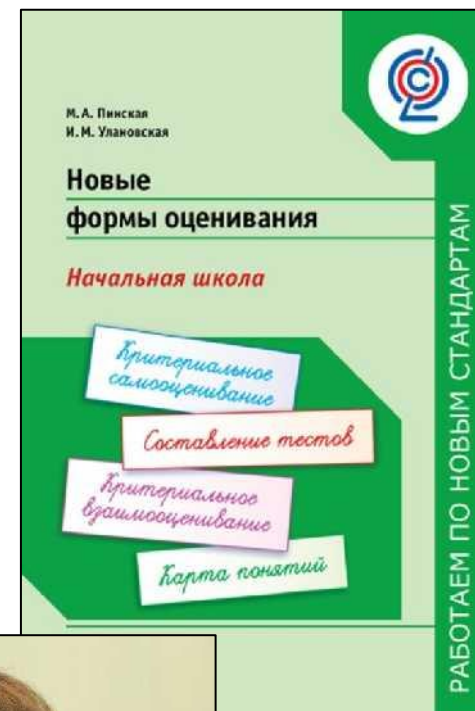 М. А. Пинская
И. М. Улановская
Новые
формы оценивания
Начальная школа
Критериальное
самооценивание
Составление тестов
Критериальное
взаимооценивание
Карта понятий
РАБОТАЕМ ПО НОВЫМ СТАНДАРТАМ